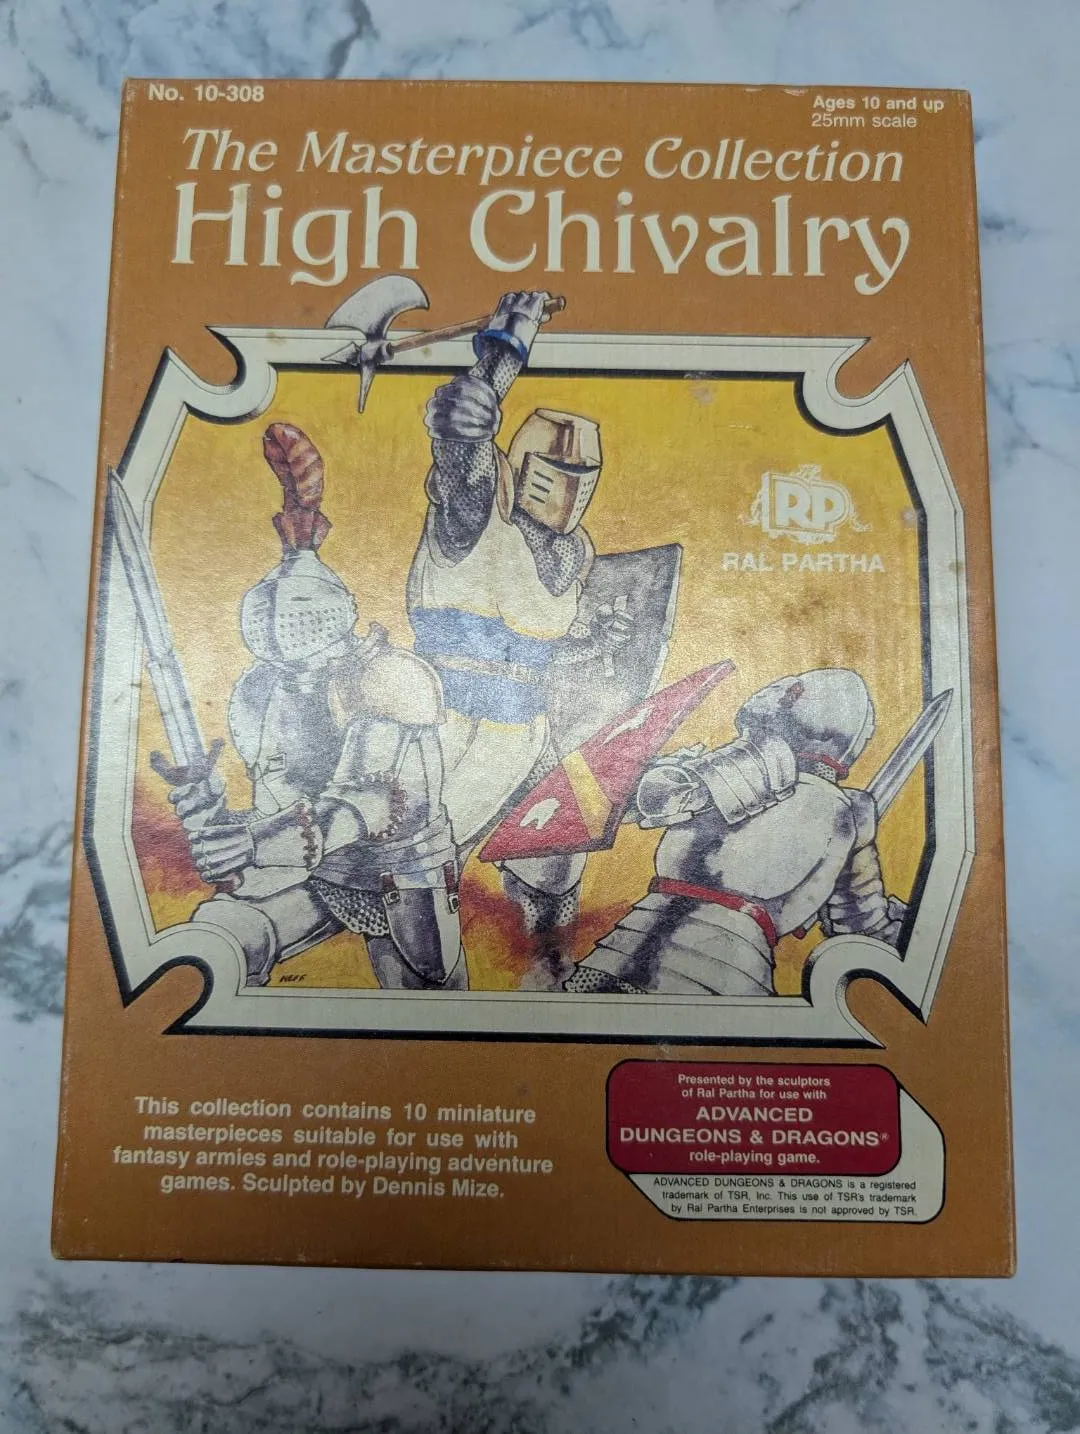 No. 10-308
Ages 10 and up
25mm scale
The Masterpiece Collection
High Chivalry
RP
RAL PARTHA
NEFF
This collection contains 10 miniature
masterpieces suitable for use with
fantasy armies and role-playing adventure
games. Sculpted by Dennis Mize.
Presented by the sculptors
of Ral Partha for use with
ADVANCED
DUNGEONS & DRAGONS®
role-playing game.
ADVANCED DUNGEONS & DRAGONS is a registered
trademark of TSR, Inc. This use of TSR's trademark
by Ral Partha Enterprises is not approved by TSR.